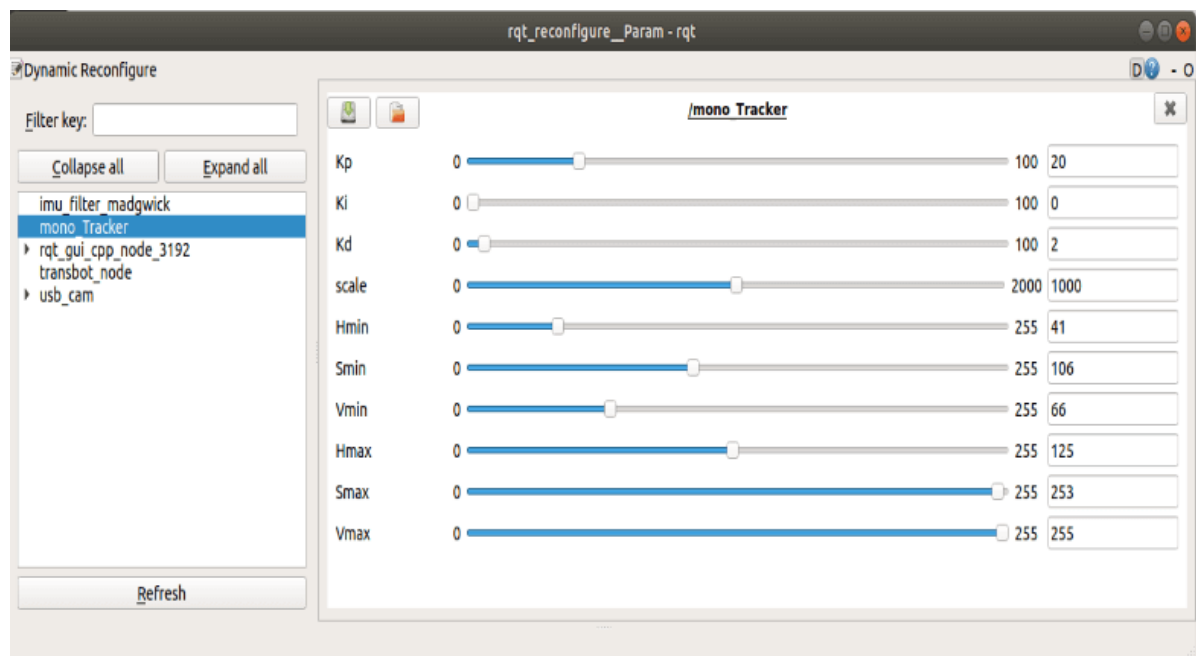 rqt_reconfigure__Param - rqt
Dynamic Reconfigure
D ? - O
Filter key:
Collapse all Expand all
imu_filter_madgwick
mono_Tracker
rqt_gui_cpp_node_3192
transbot_node
usb_cam
Refresh
/mono_Tracker
Kp 0 100 20
Ki 0 100 0
Kd 0 100 2
scale 0 2000 1000
Hmin 0 255 41
Smin 0 255 106
Vmin 0 255 66
Hmax 0 255 125
Smax 0 255 253
Vmax 0 255 255